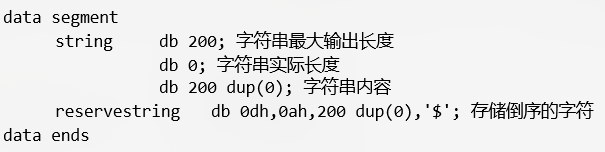 data segment
string db 200; 字符串最大输出长度
db 0; 字符串实际长度
db 200 dup(0); 字符串内容
reservestring db 0dh,0ah,200 dup(0),'$'; 存储倒序的字符
data ends